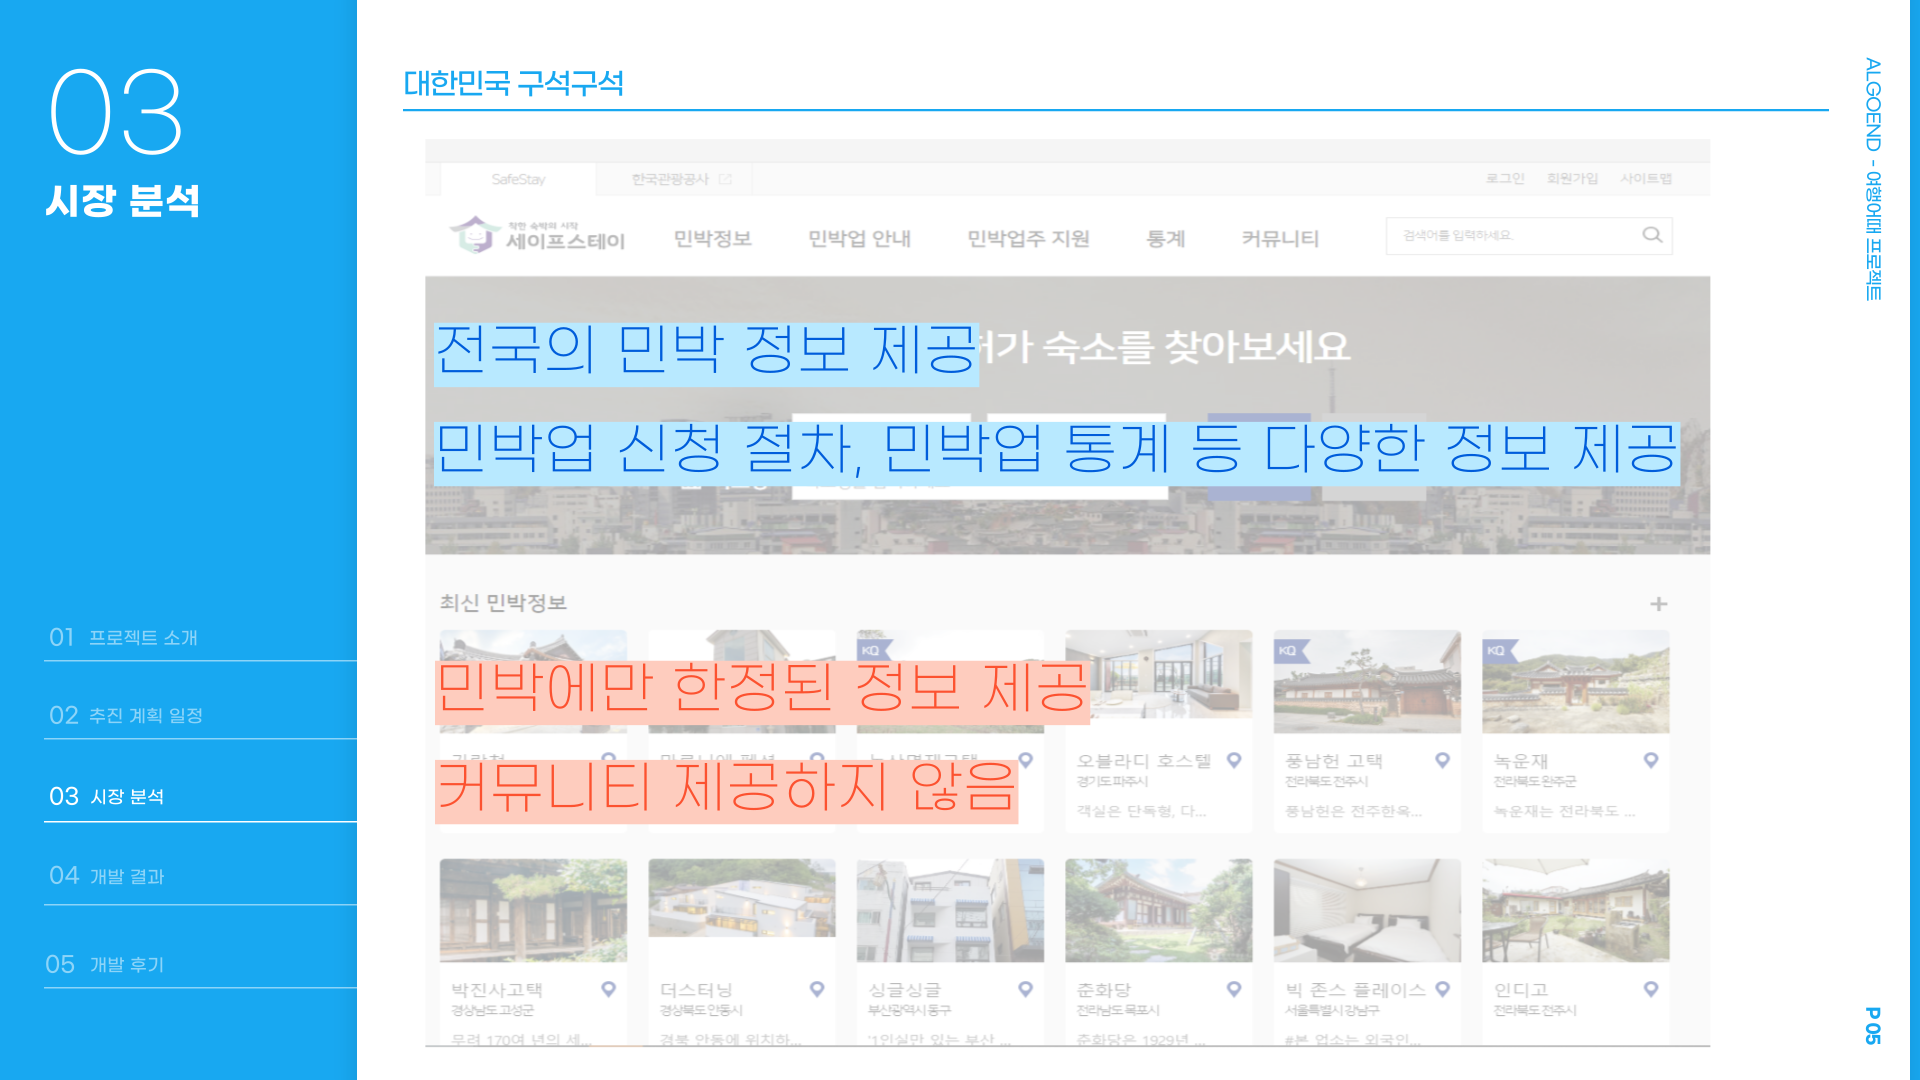 03
시장 분석
01 프로젝트 소개
02 추진 계획 일정
03 시장 분석
04 개발 결과
05 개발 후기
대한민국 구석구석
SafeStay
한국관광공사
로그인 회원가입 사이트맵
착한 숙박의 시작
세이프스테이
민박정보 민박업 안내 민박업주 지원 통계 커뮤니티
검색어를 입력하세요.
허가 숙소를 찾아보세요
전국의 민박 정보 제공
민박업 신청 절차, 민박업 통계 등 다양한 정보 제공
최신 민박정보
KQ KQ KQ
민박에만 한정된 정보 제공
커뮤니티 제공하지 않음
오블라디 호스텔 풍남헌 고택 녹운재
경기도 파주시 전라북도 전주시 전라북도 완주군
객실은 단독형, 다... 풍남헌은 전주한옥... 녹운재는 전라북도 ...
박진사고택 더스터닝 싱글싱글 춘화당 빅 존스 플레이스 인디고
경상남도 고성군 경상북도 안동시 부산광역시 동구 전라남도 목포시 서울특별시 강남구 전라북도 전주시
무려 170여 년의 세... 경북 안동에 위치하... '1인실만 있는 부산 ... 춘화당은 1929년 ... #본 업소는 외국인...
ALGOEND - 여행어때 프로젝트
P 05